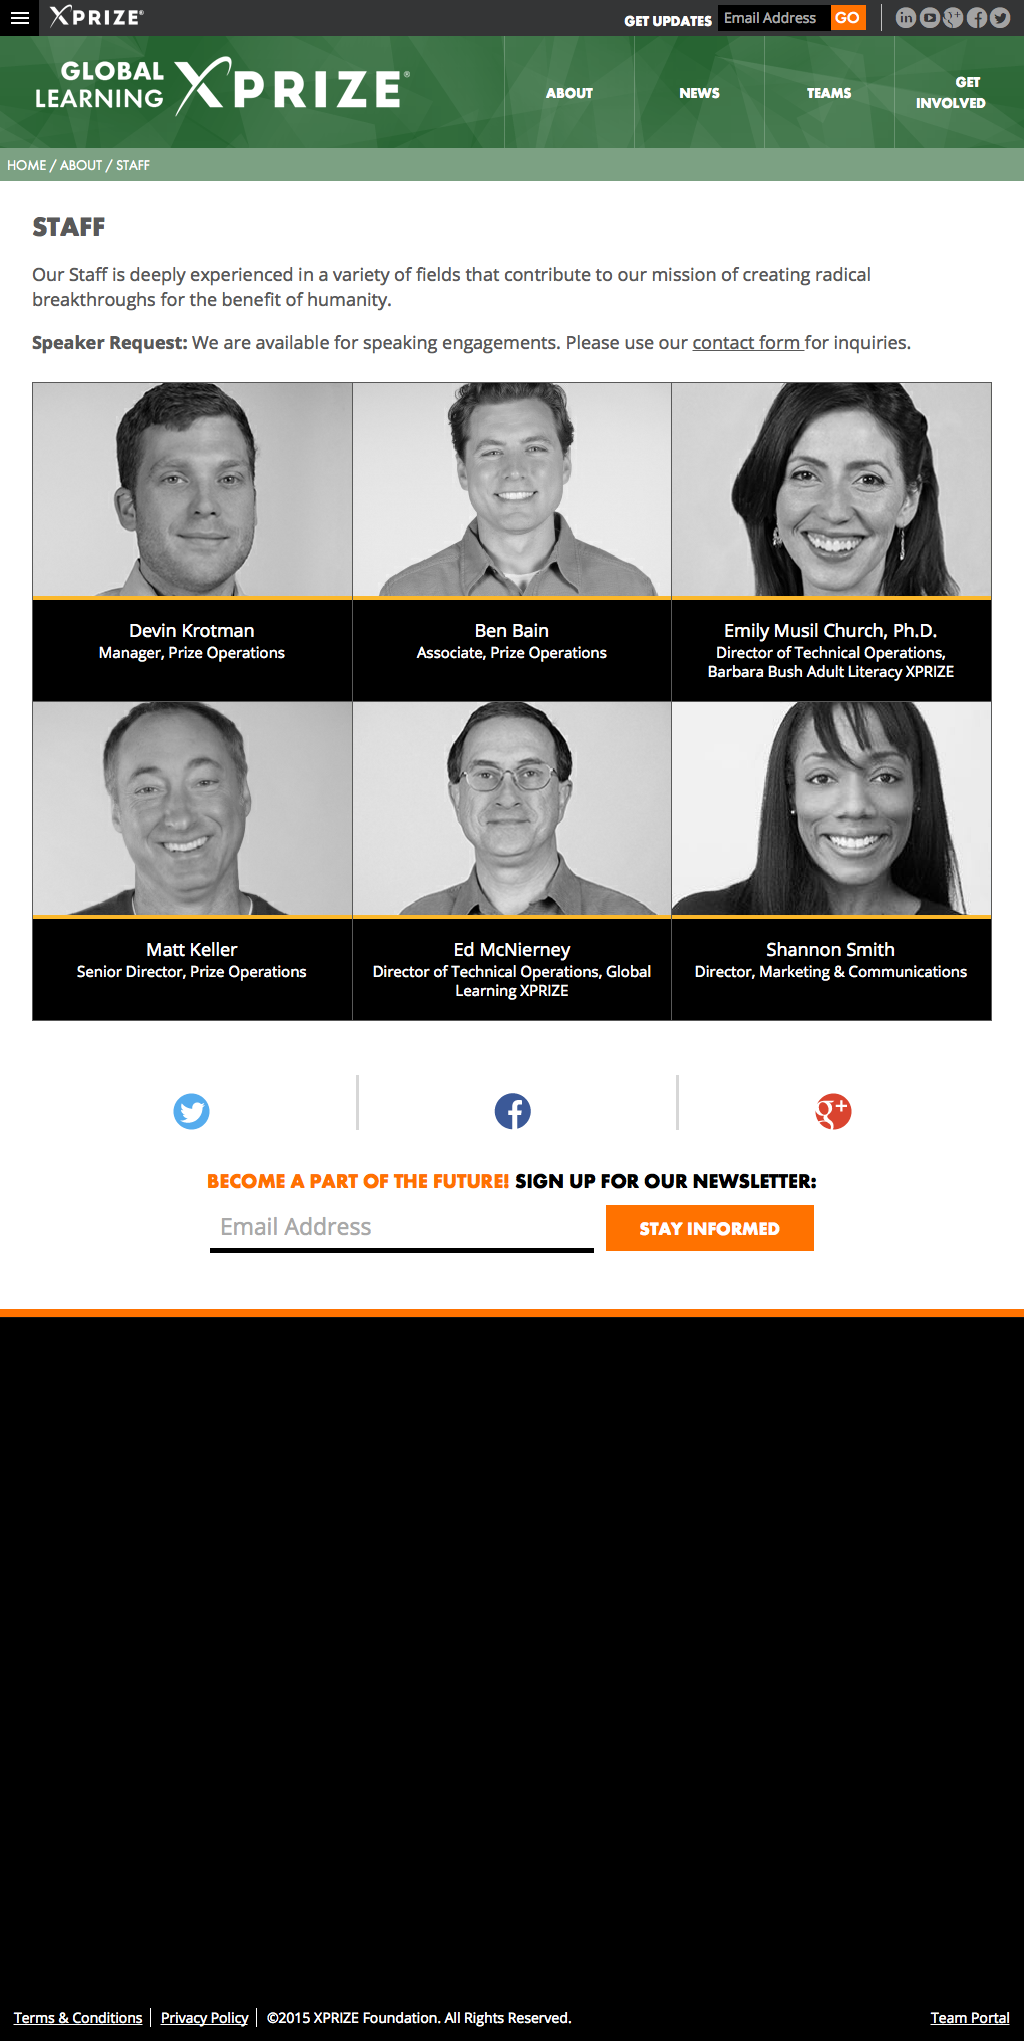 XPRIZE®
GET UPDATES Email Address GO
GLOBAL LEARNING XPRIZE®
ABOUT
NEWS
TEAMS
GET
INVOLVED
HOME / ABOUT / STAFF
STAFF
Our Staff is deeply experienced in a variety of fields that contribute to our mission of creating radical
breakthroughs for the benefit of humanity.
Speaker Request: We are available for speaking engagements. Please use our contact form for inquiries.
Devin Krotman
Manager, Prize Operations
Ben Bain
Associate, Prize Operations
Emily Musil Church, Ph.D.
Director of Technical Operations,
Barbara Bush Adult Literacy XPRIZE
Matt Keller
Senior Director, Prize Operations
Ed McNierney
Director of Technical Operations, Global
Learning XPRIZE
Shannon Smith
Director, Marketing & Communications
BECOME A PART OF THE FUTURE! SIGN UP FOR OUR NEWSLETTER:
Email Address
STAY INFORMED
Terms & Conditions Privacy Policy ©2015 XPRIZE Foundation. All Rights Reserved. Team Portal